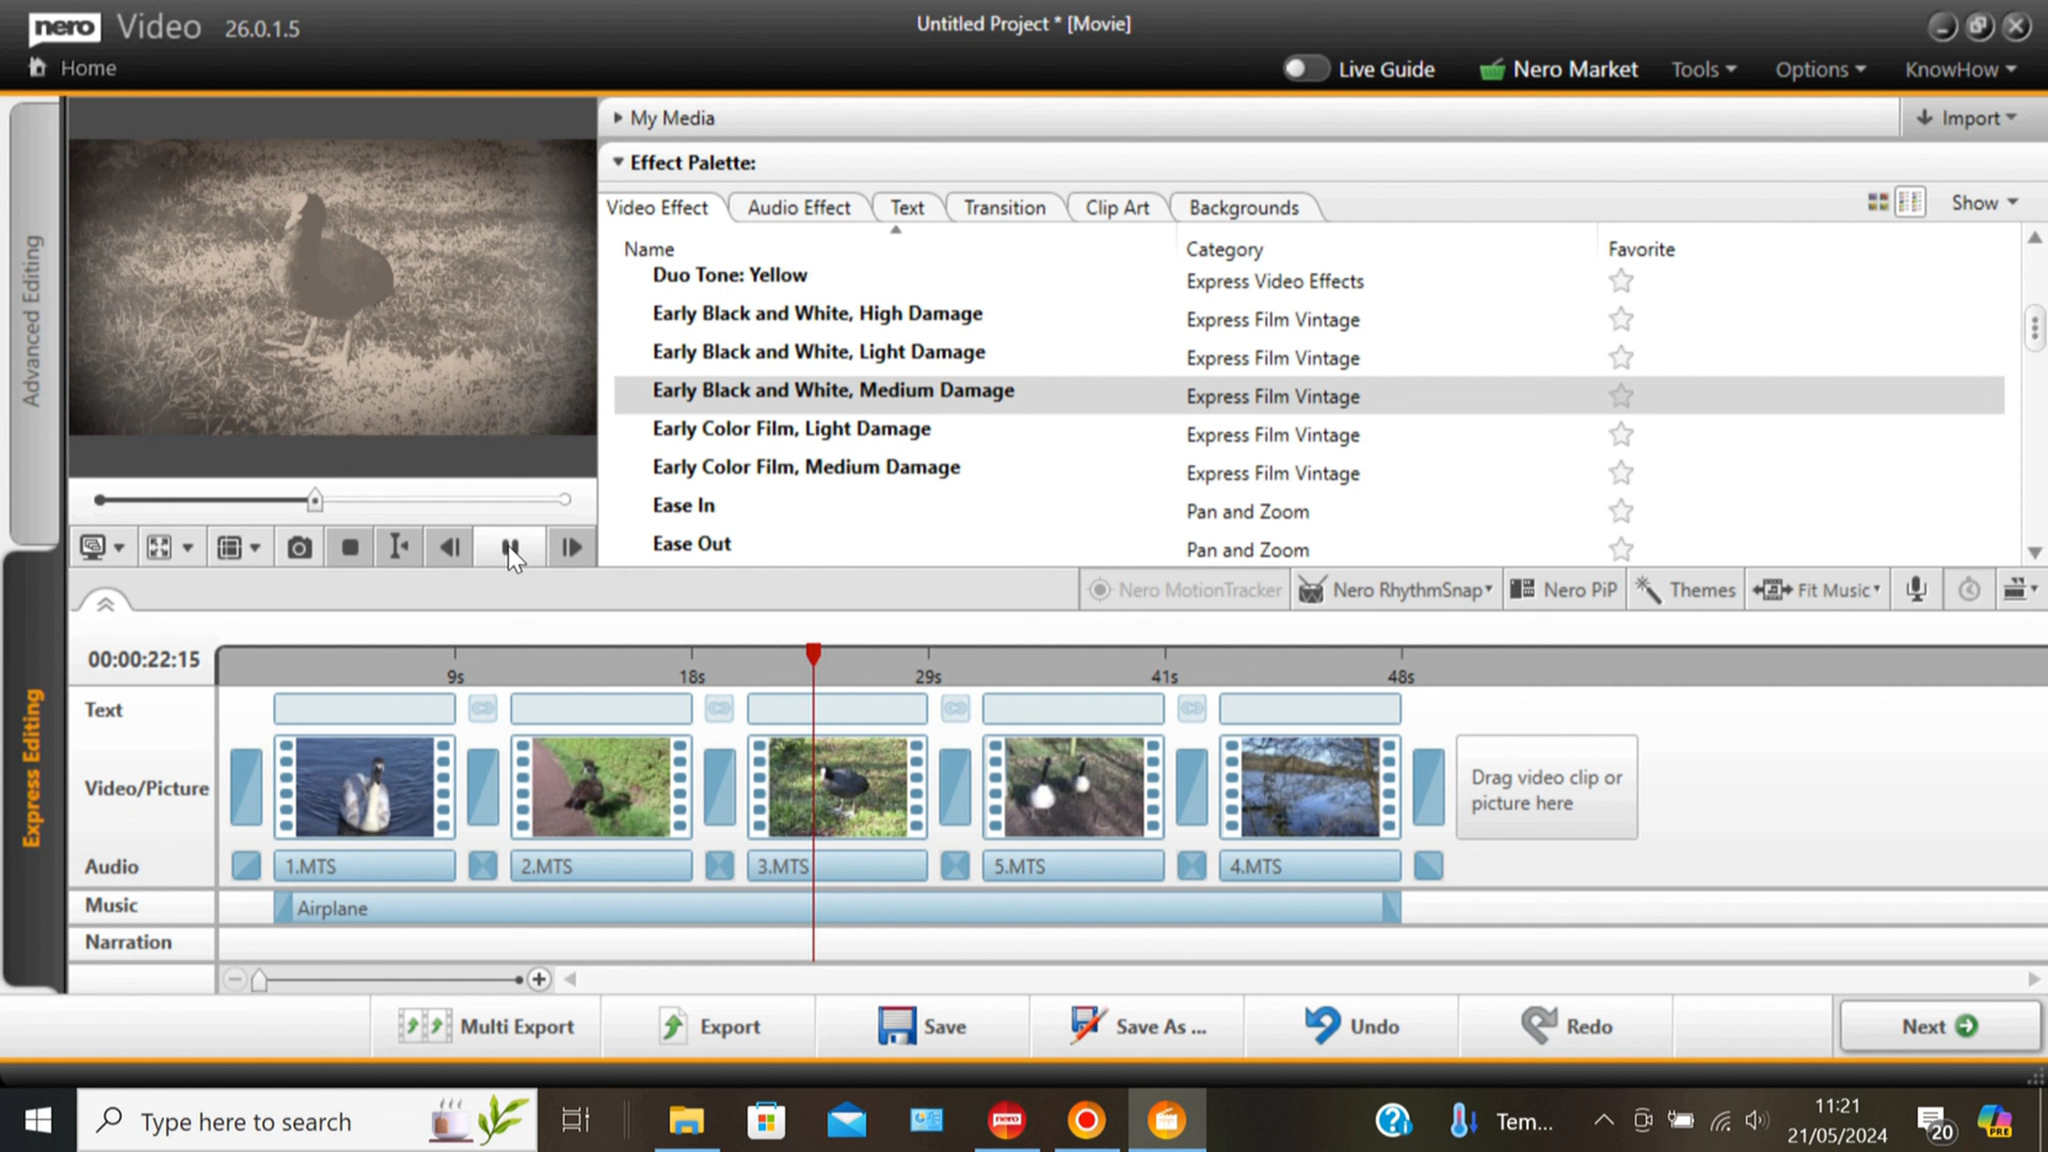 nero Video 26.0.1.5
Untitled Project * [Movie]
Home
Live Guide
Nero Market
Tools
Options
KnowHow
Advanced Editing
Express Editing
My Media
Import
Effect Palette:
Video Effect
Audio Effect
Text
Transition
Clip Art
Backgrounds
Show
Name Category Favorite
Duo Tone: Yellow Express Video Effects
Early Black and White, High Damage Express Film Vintage
Early Black and White, Light Damage Express Film Vintage
Early Black and White, Medium Damage Express Film Vintage
Early Color Film, Light Damage Express Film Vintage
Early Color Film, Medium Damage Express Film Vintage
Ease In Pan and Zoom
Ease Out Pan and Zoom
Nero MotionTracker
Nero RhythmSnap
Nero PiP
Themes
Fit Music
00:00:22:15
9s 18s 29s 41s 48s
Text
Video/Picture
Drag video clip or
picture here
Audio 1.MTS 2.MTS 3.MTS 5.MTS 4.MTS
Music Airplane
Narration
Multi Export
Export
Save
Save As ...
Undo
Redo
Next
Type here to search
nero
Tem...
11:21
21/05/2024
20
PRE